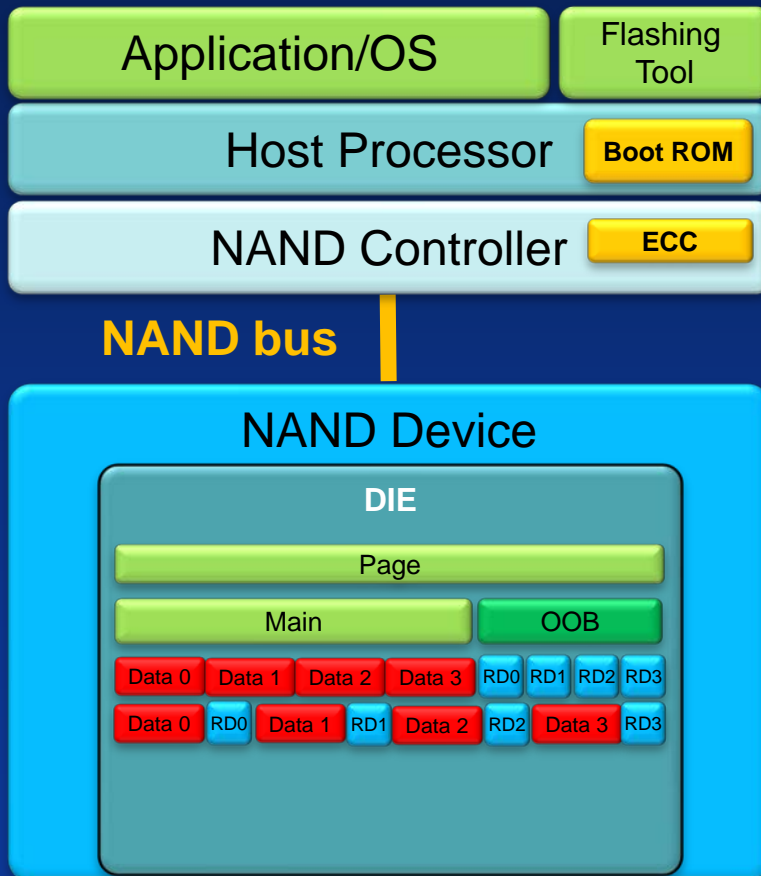 Application/OS
Flashing
Tool
Host Processor
Boot ROM
NAND Controller
ECC
NAND bus
NAND Device
DIE
Page
Main OOB
Data 0 Data 1 Data 2 Data 3 RD0 RD1 RD2 RD3
Data 0 RD0 Data 1 RD1 Data 2 RD2 Data 3 RD3